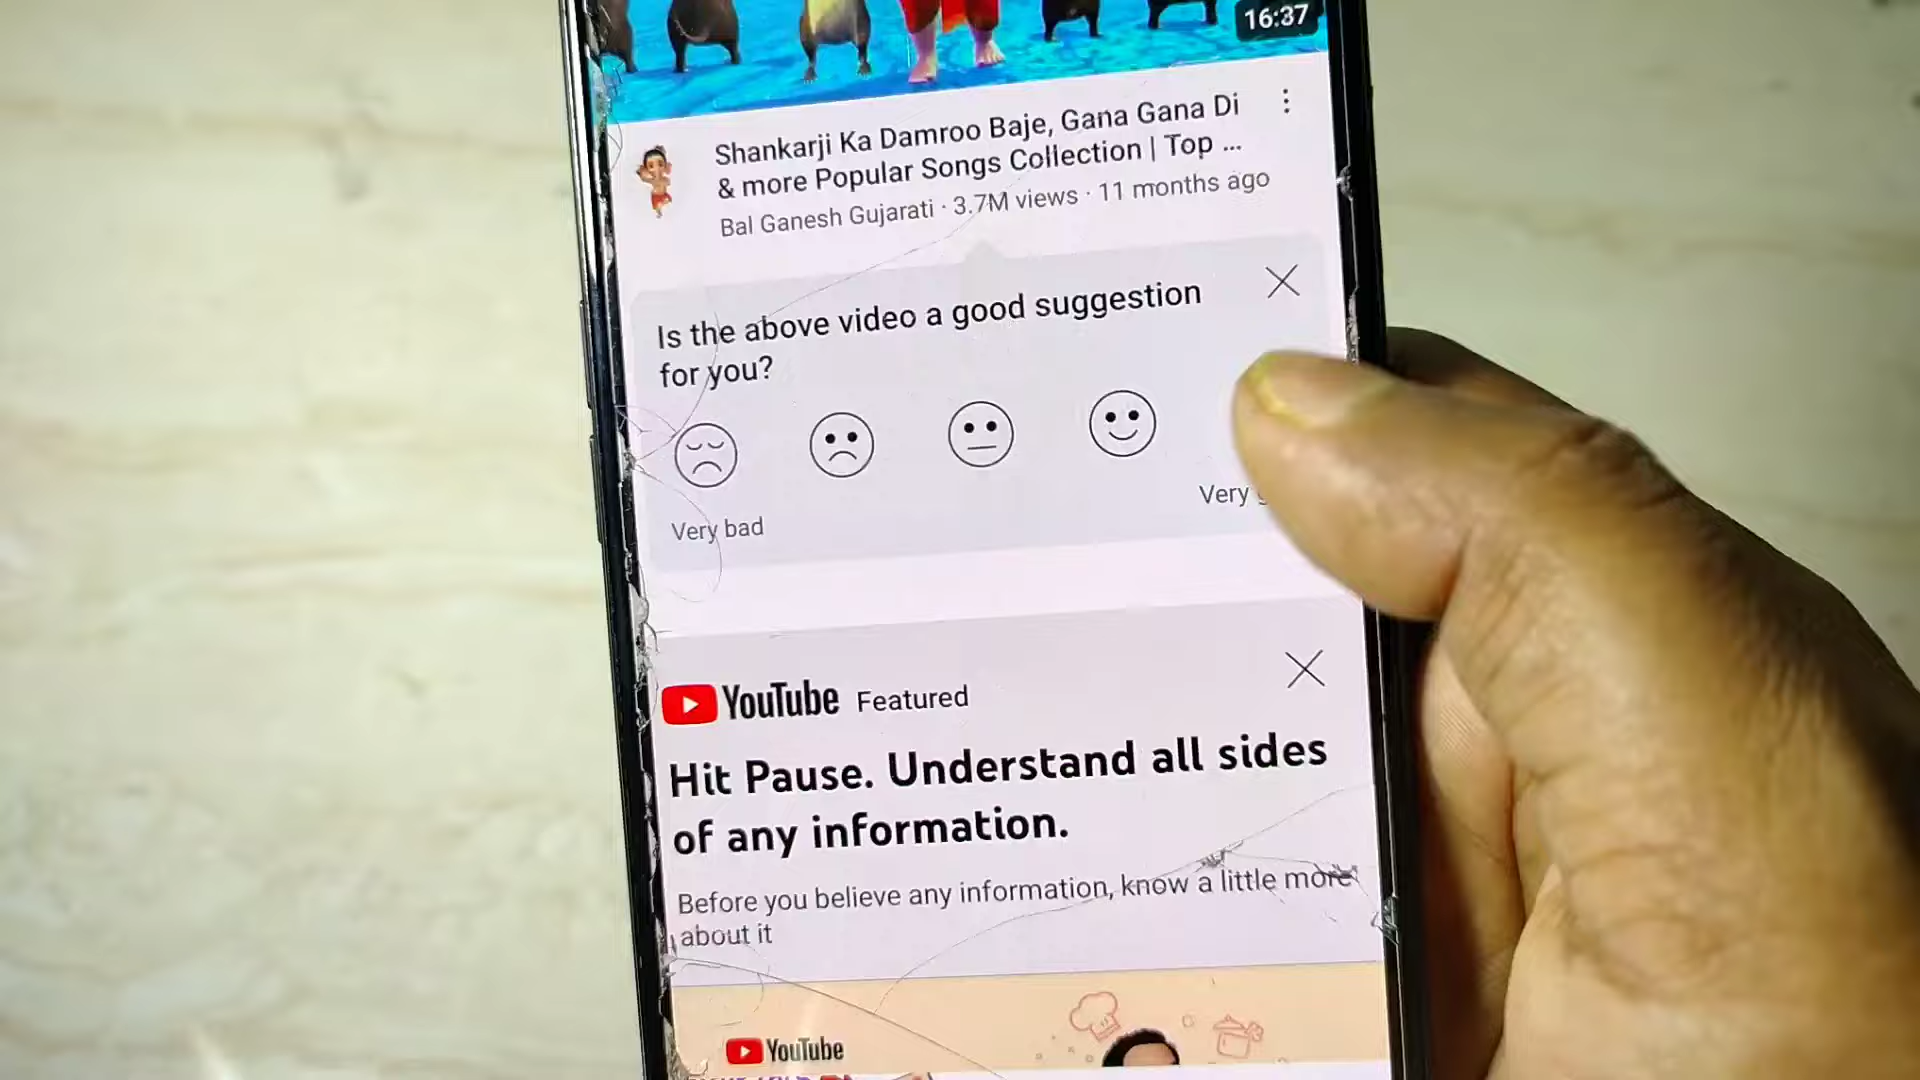 16:37
Shankarji Ka Damroo Baje, Gana Gana Di
& more Popular Songs Collection | Top ...
Bal Ganesh Gujarati · 3.7M views · 11 months ago
Is the above video a good suggestion
for you?
Very
Very bad
YouTube Featured
Hit Pause. Understand all sides
of any information.
Before you believe any information, know a little more
about it
YouTube